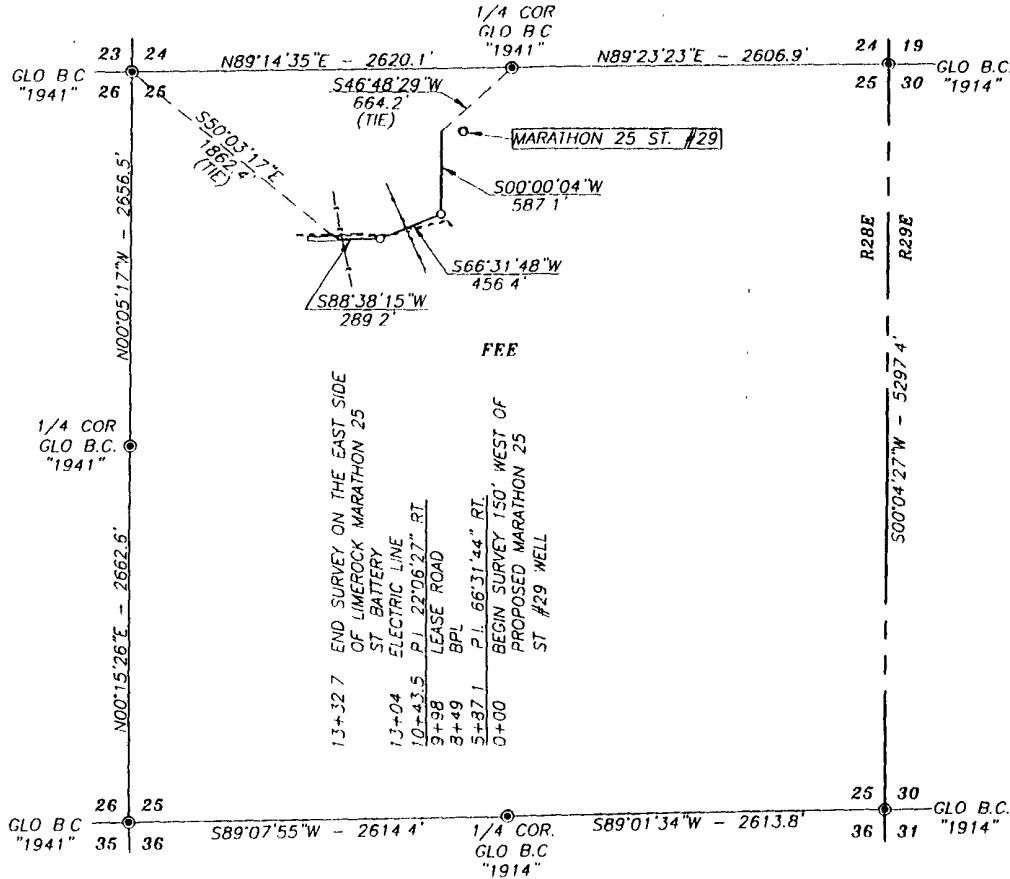 1/4 COR
GLO B C
"1941"
23 24
24 19
GLO B C
"1941"
N89°14'35"E - 2620.1'
N89°23'23"E - 2606.9'
GLO B.C.
"1914"
26 25
25 30
S46°48'29"W
664.2'
(TIE)
MARATHON 25 ST. #29
S50°03'17"E
1862.4'
(TIE)
S00°00'04"W
587 1'
N00°05'17"W - 2656.5'
R28E R29E
S66°31'48"W
456 4'
S88°38'15"W
289 2'
FEE
S00°04'27"W - 5297 4'
1/4 COR
GLO B.C.
"1941"
13+32 7 END SURVEY ON THE EAST SIDE
OF LIMEROCK MARATHON 25
ST BATTERY
13+04 ELECTRIC LINE
10+43.5 P I. 22°06'27" RT
9+98 LEASE ROAD
8+49 BPL
5+87 1 P.I. 66°31'44" RT.
0+00 BEGIN SURVEY 150' WEST OF
PROPOSED MARATHON 25
ST #29 WELL
N00°15'26"E - 2662.6'
26 25
25 30
GLO B C
"1941"
GLO B.C.
"1914"
35 36
S89°07'55"W - 2614 4'
1/4 COR.
GLO B.C
"1914"
S89°01'34"W - 2613.8'
36 31